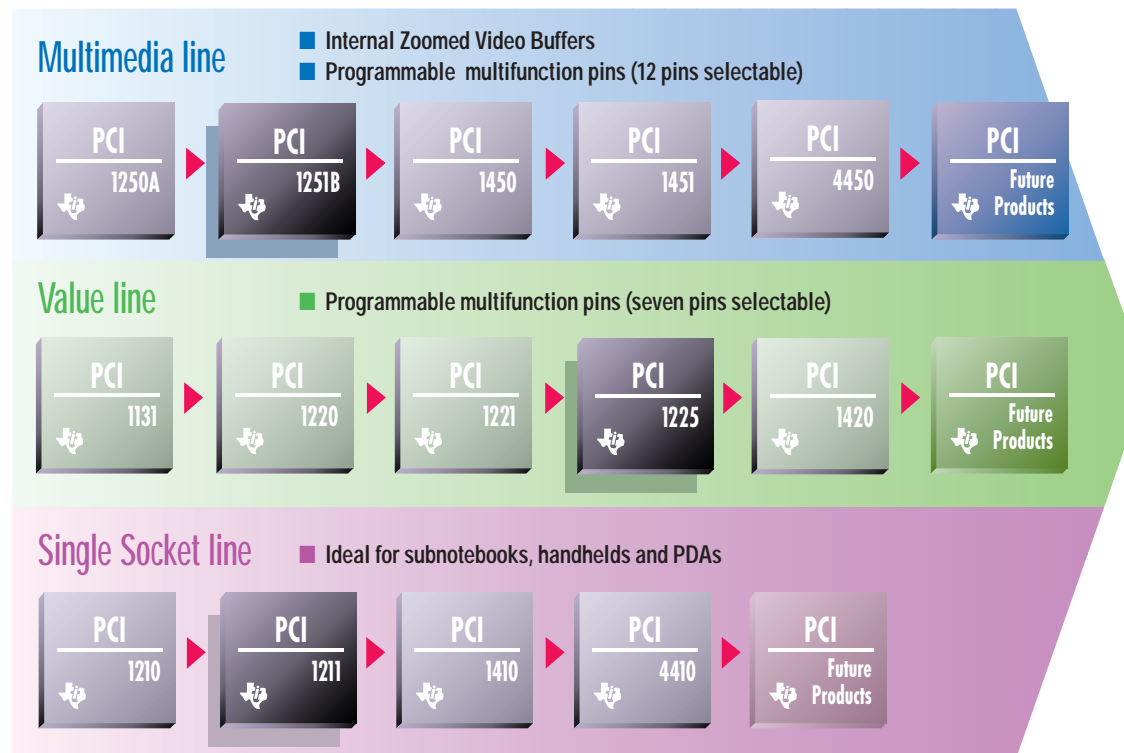 Multimedia line
Internal Zoomed Video Buffers
Programmable multifunction pins (12 pins selectable)
PCI
1250A
PCI
1251B
PCI
1450
PCI
1451
PCI
4450
PCI
Future
Products
Value line
Programmable multifunction pins (seven pins selectable)
PCI
1131
PCI
1220
PCI
1221
PCI
1225
PCI
1420
PCI
Future
Products
Single Socket line
Ideal for subnotebooks, handhelds and PDAs
PCI
1210
PCI
1211
PCI
1410
PCI
4410
PCI
Future
Products